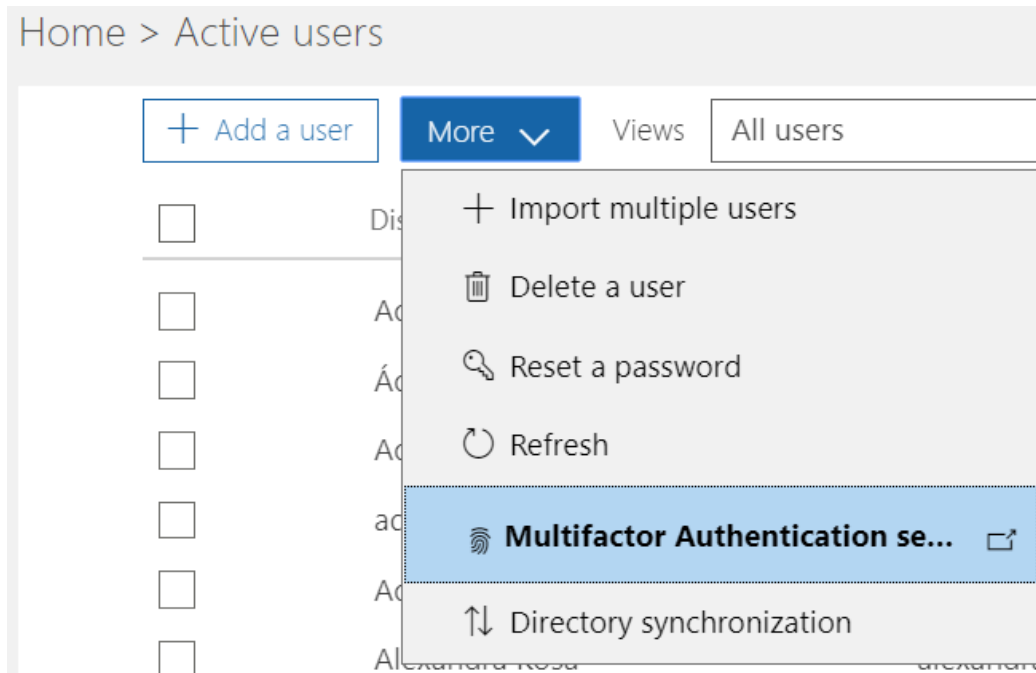 Home > Active users
+ Add a user More Views All users
Import multiple users
Delete a user
Reset a password
Refresh
Multifactor Authentication se...
Directory synchronization